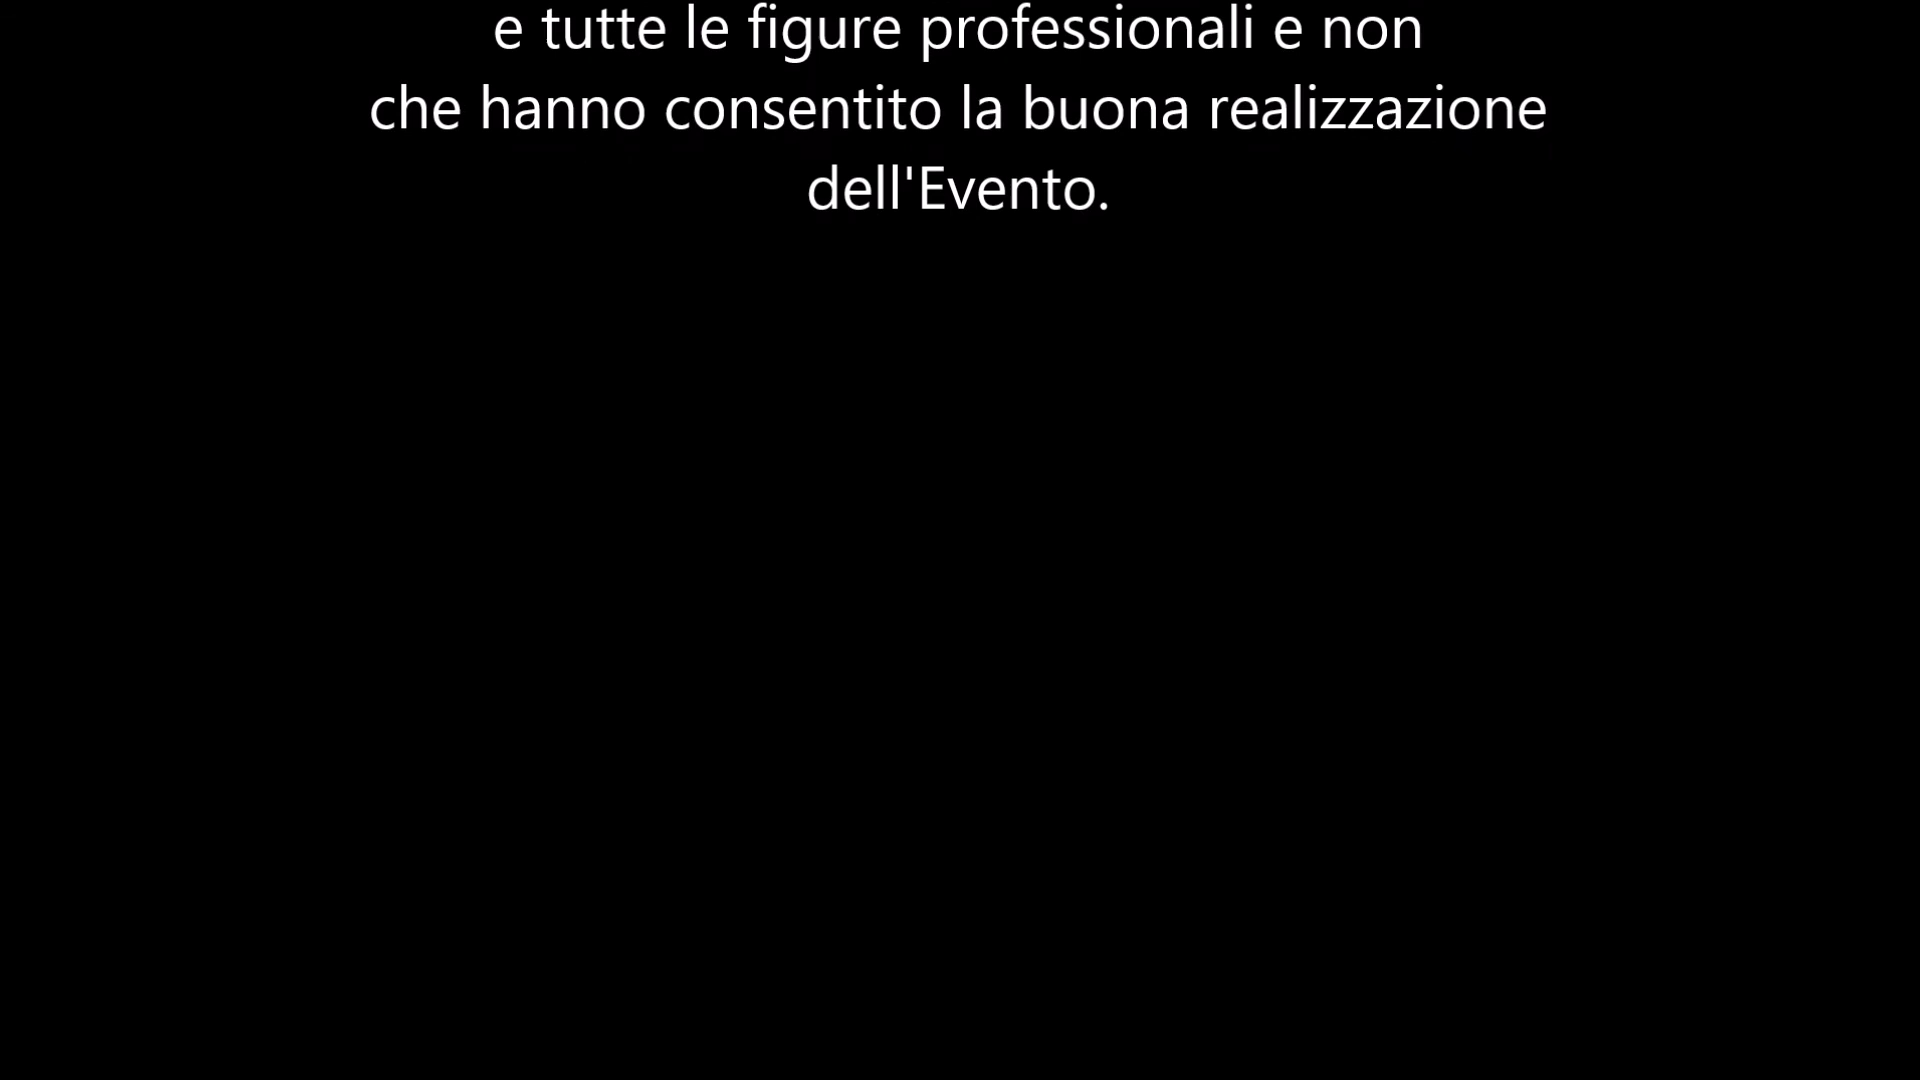 e tutte le figure professionali e non
che hanno consentito la buona realizzazione
dell'Evento.